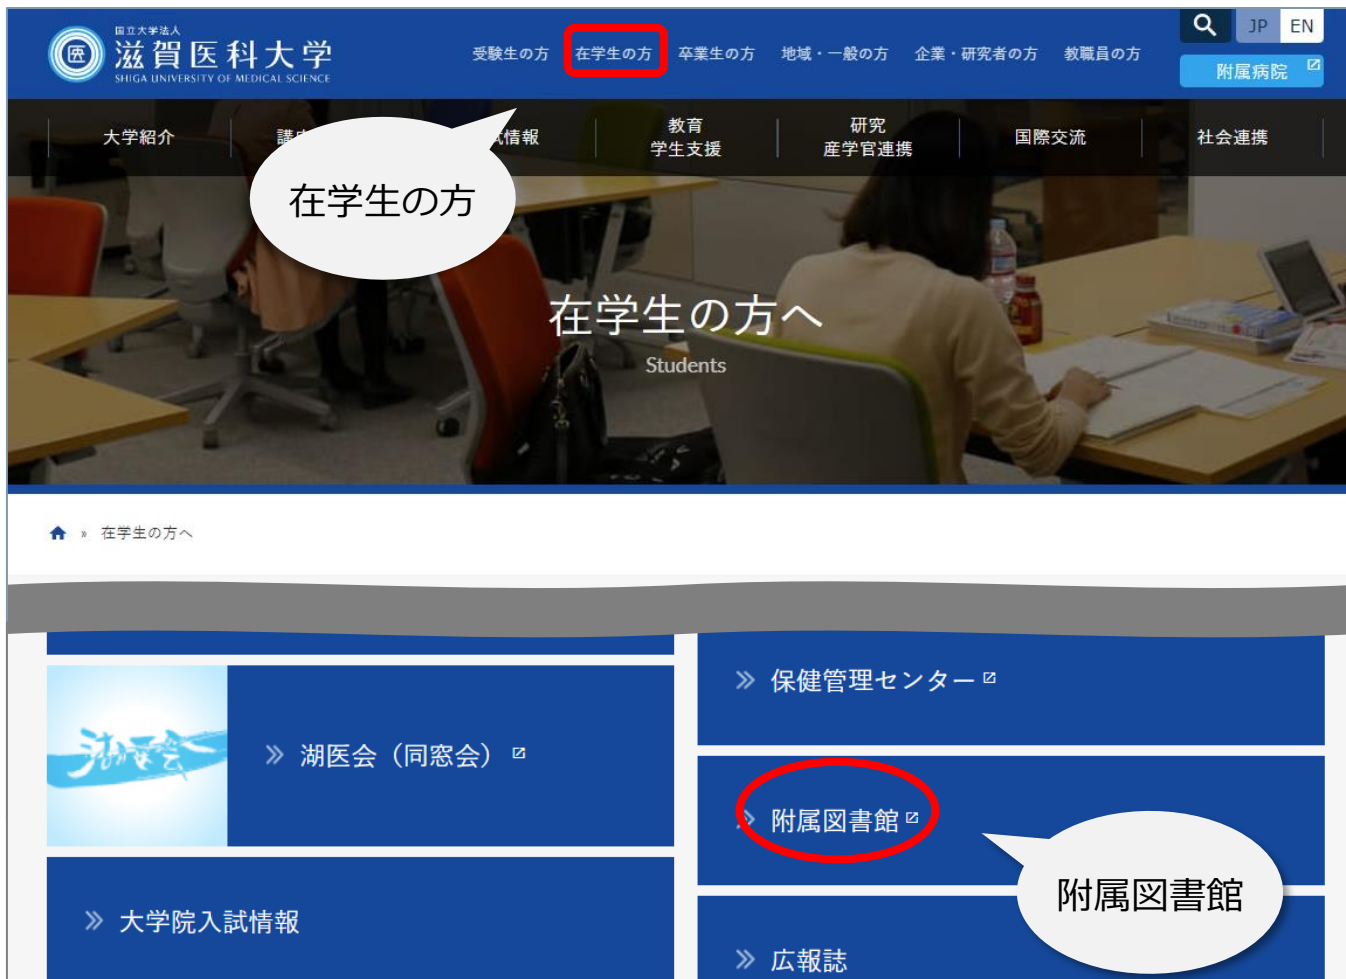 国立大学法人
滋賀医科大学
SHIGA UNIVERSITY OF MEDICAL SCIENCE
受験生の方 在学生の方 卒業生の方 地域・一般の方 企業・研究者の方 教職員の方
JP EN
附属病院
大学紹介
情報
教育
学生支援
研究
産学官連携
国際交流
社会連携
在学生の方
在学生の方へ
Students
» 在学生の方へ
湖医会
» 湖医会（同窓会）
» 大学院入試情報
» 保健管理センター
» 附属図書館
附属図書館
» 広報誌